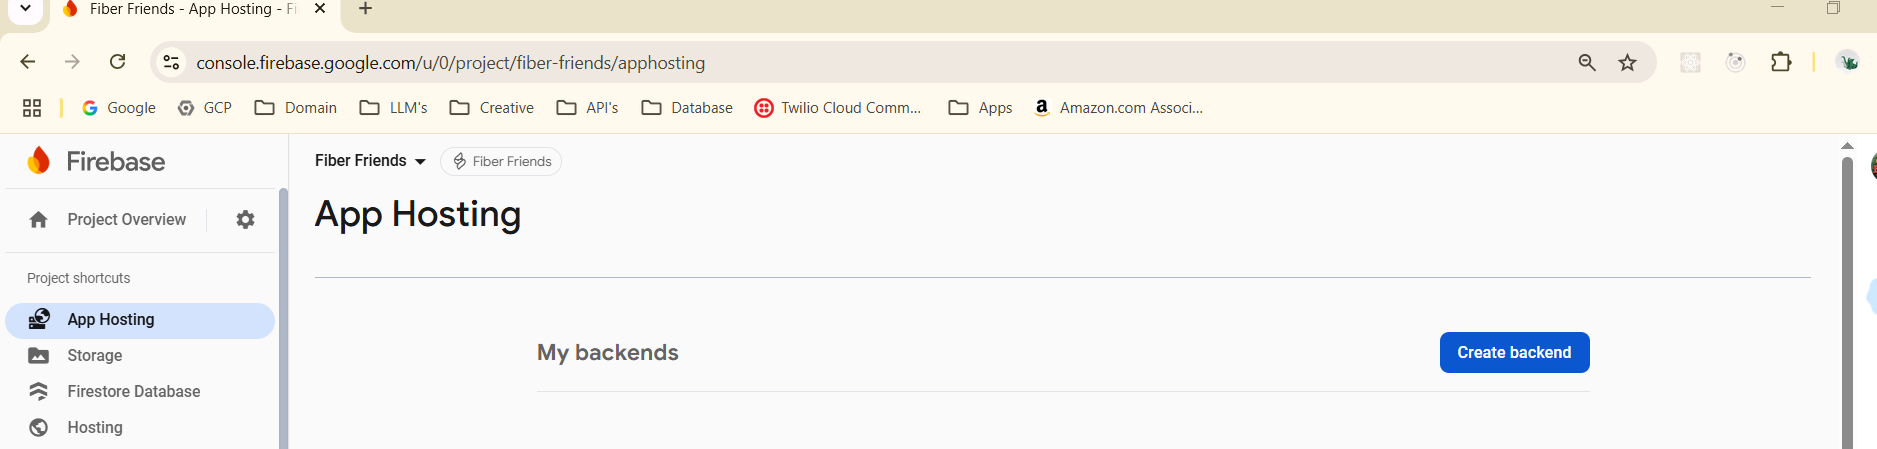 Fiber Friends - App Hosting - Fi
console.firebase.google.com/u/0/project/fiber-friends/apphosting
Google GCP Domain LLM's Creative API's Database Twilio Cloud Comm... Apps Amazon.com Associ...
Firebase
Fiber Friends Fiber Friends
App Hosting
Project Overview
Project shortcuts
App Hosting
Storage
Firestore Database
Hosting
My backends
Create backend